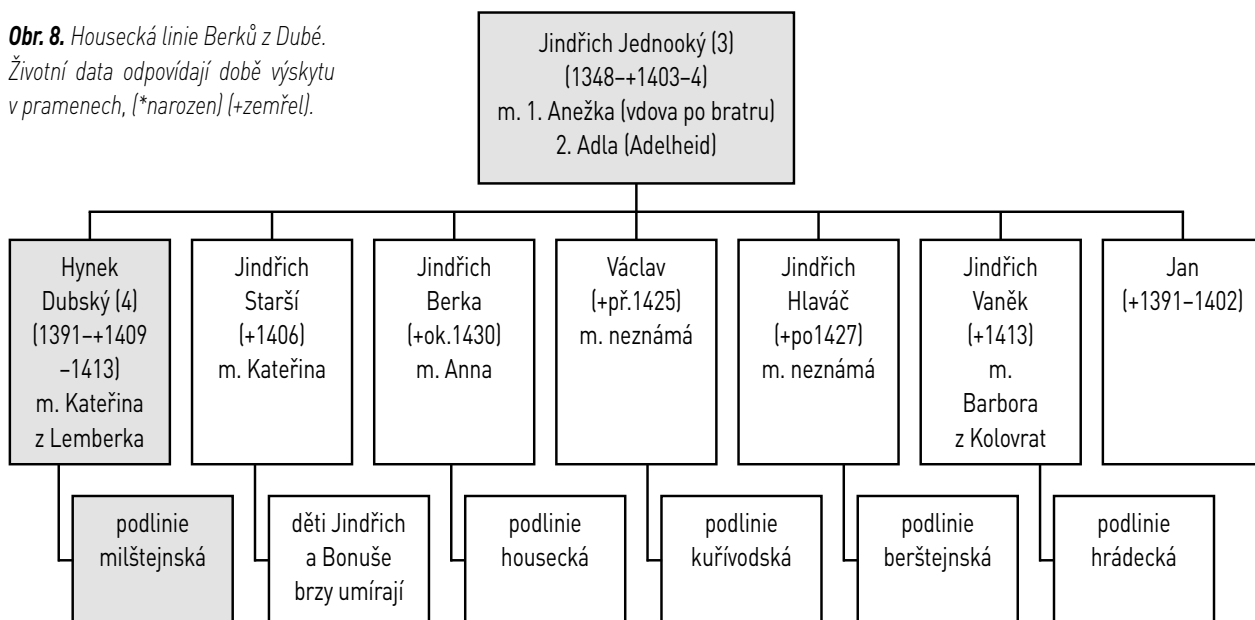 Obr. 8. Housecká linie Berků z Dubé.
Životní data odpovídají době výskytu
v pramenech, (*narozen) (+zemřel).
Jindřich Jednooký (3)
(1348–+1403–4)
m. 1. Anežka (vdova po bratru)
2. Adla (Adelheid)
Hynek
Dubský (4)
(1391–+1409
–1413)
m. Kateřina
z Lemberka
Jindřich
Starší
(+1406)
m. Kateřina
Jindřich
Berka
(+ok.1430)
m. Anna
Václav
(+př.1425)
m. neznámá
Jindřich
Hlaváč
(+po1427)
m. neznámá
Jindřich
Vaněk
(+1413)
m.
Barbora
z Kolovrat
Jan
(+1391–1402)
podlinie
milštejnská
děti Jindřich
a Bonuše
brzy umírají
podlinie
housecká
podlinie
kuřívodská
podlinie
berštejnská
podlinie
hrádecká